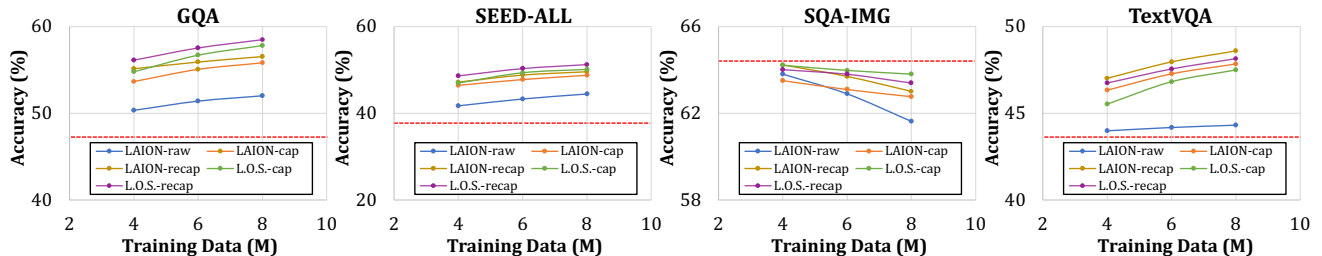 GQA
Accuracy (%)
60
50
40
LAION-raw LAION-cap
LAION-recap L.O.S.-cap
L.O.S.-recap
2 4 6 8 10
Training Data (M)
SEED-ALL
Accuracy (%)
80
60
40
20
LAION-raw LAION-cap
LAION-recap L.O.S.-cap
L.O.S.-recap
2 4 6 8 10
Training Data (M)
SQA-IMG
Accuracy (%)
66
62
58
LAION-raw LAION-cap
LAION-recap L.O.S.-cap
L.O.S.-recap
2 4 6 8 10
Training Data (M)
TextVQA
Accuracy (%)
50
45
40
LAION-raw LAION-cap
LAION-recap L.O.S.-cap
L.O.S.-recap
2 4 6 8 10
Training Data (M)